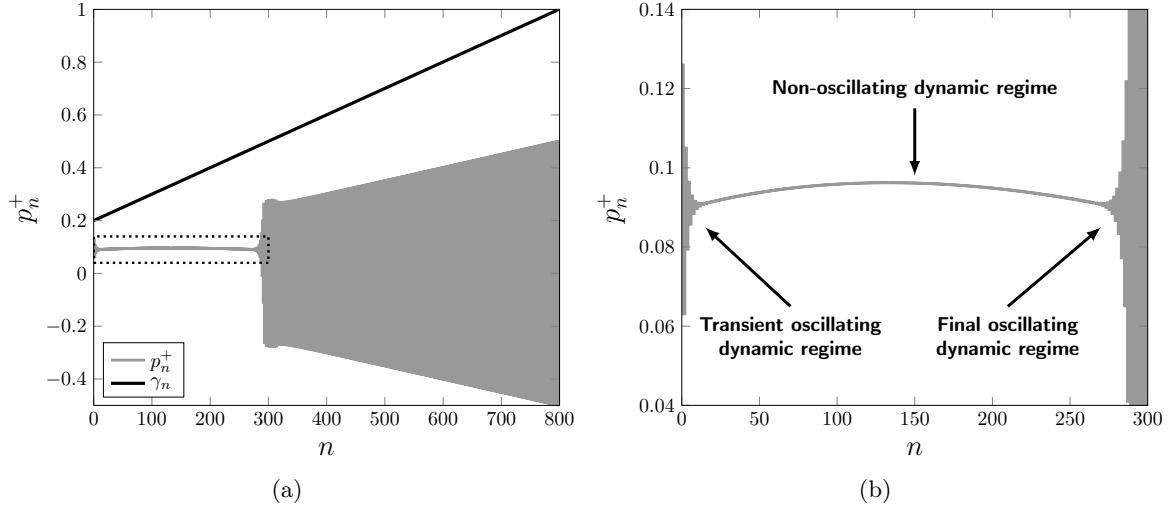 1
0.8
0.6
0.4
0.2
0
−0.2
−0.4
p_n^+
p_n^+
γ_n
0 100 200 300 400 500 600 700 800
n
(a)
0.14
0.12
0.1
0.08
0.06
0.04
p_n^+
Non-oscillating dynamic regime
Transient oscillating
dynamic regime
Final oscillating
dynamic regime
0 50 100 150 200 250 300
n
(b)